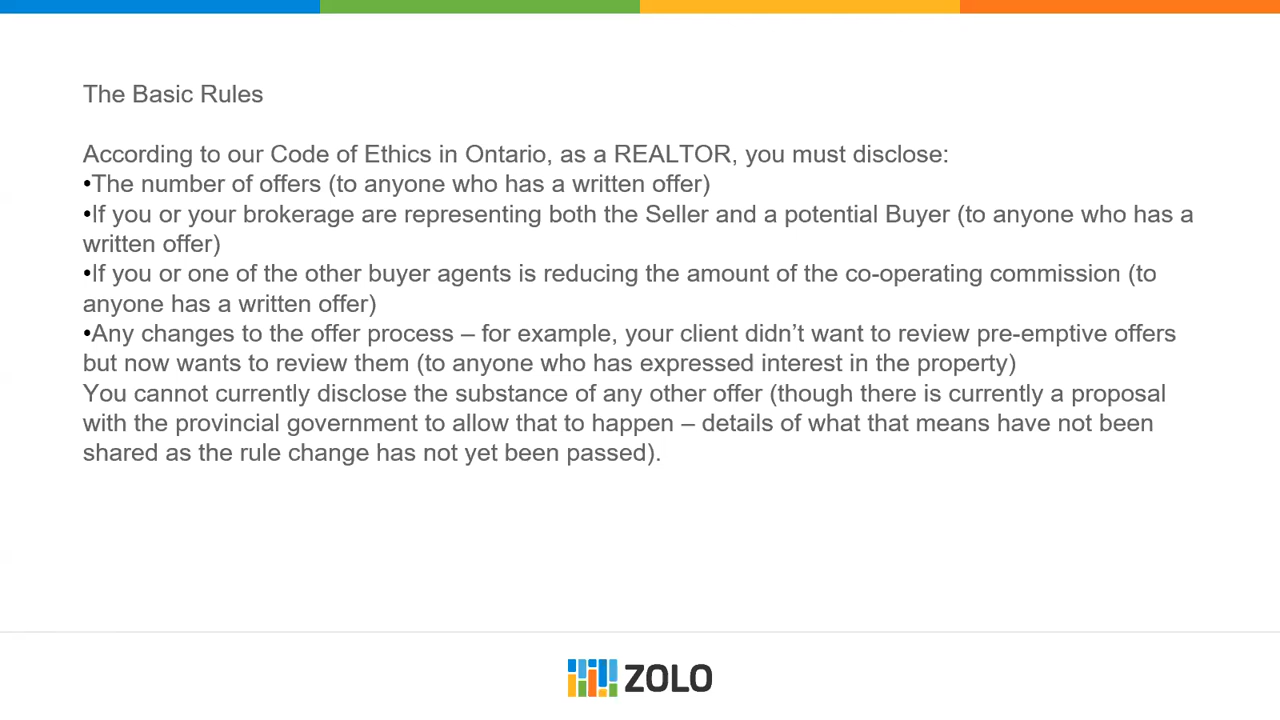 The Basic Rules
According to our Code of Ethics in Ontario, as a REALTOR, you must disclose:
•The number of offers (to anyone who has a written offer)
•If you or your brokerage are representing both the Seller and a potential Buyer (to anyone who has a
written offer)
•If you or one of the other buyer agents is reducing the amount of the co-operating commission (to
anyone has a written offer)
•Any changes to the offer process – for example, your client didn’t want to review pre-emptive offers
but now wants to review them (to anyone who has expressed interest in the property)
You cannot currently disclose the substance of any other offer (though there is currently a proposal
with the provincial government to allow that to happen – details of what that means have not been
shared as the rule change has not yet been passed).
ZOLO